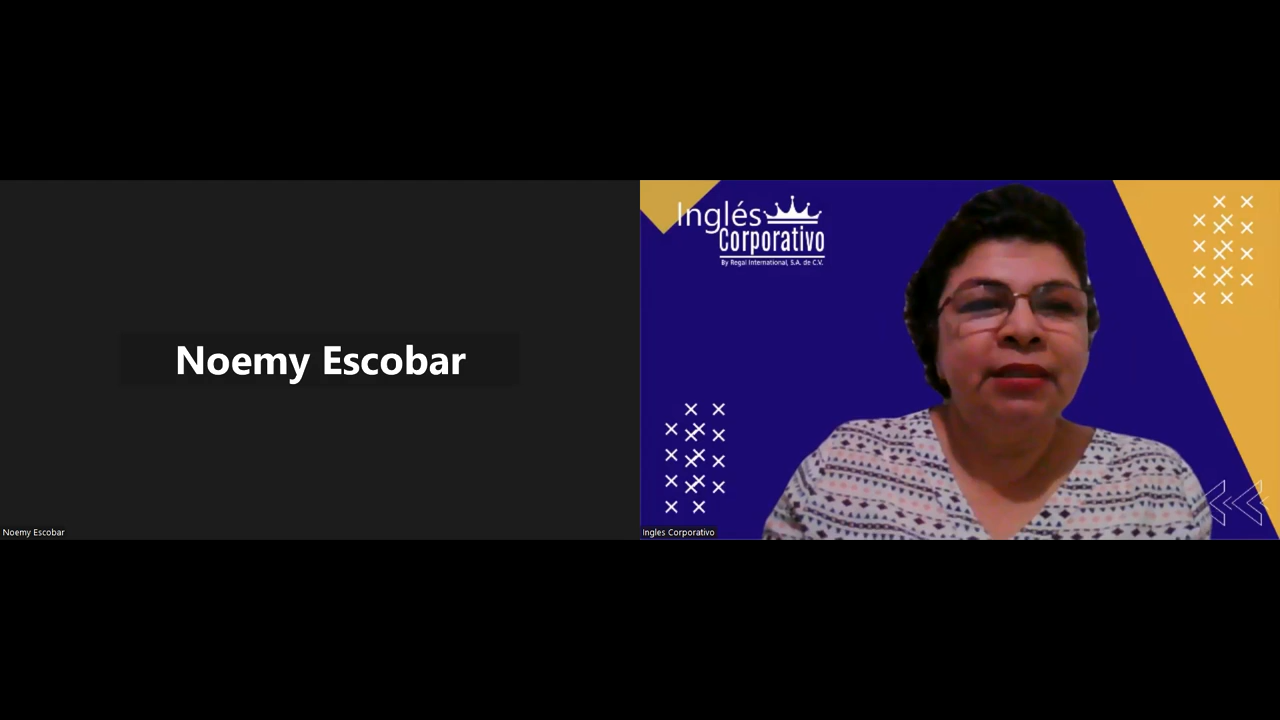 Noemy Escobar
Noemy Escobar
Inglés
Corporativo
By Regal International, S.A. de C.V.
Ingles Corporativo